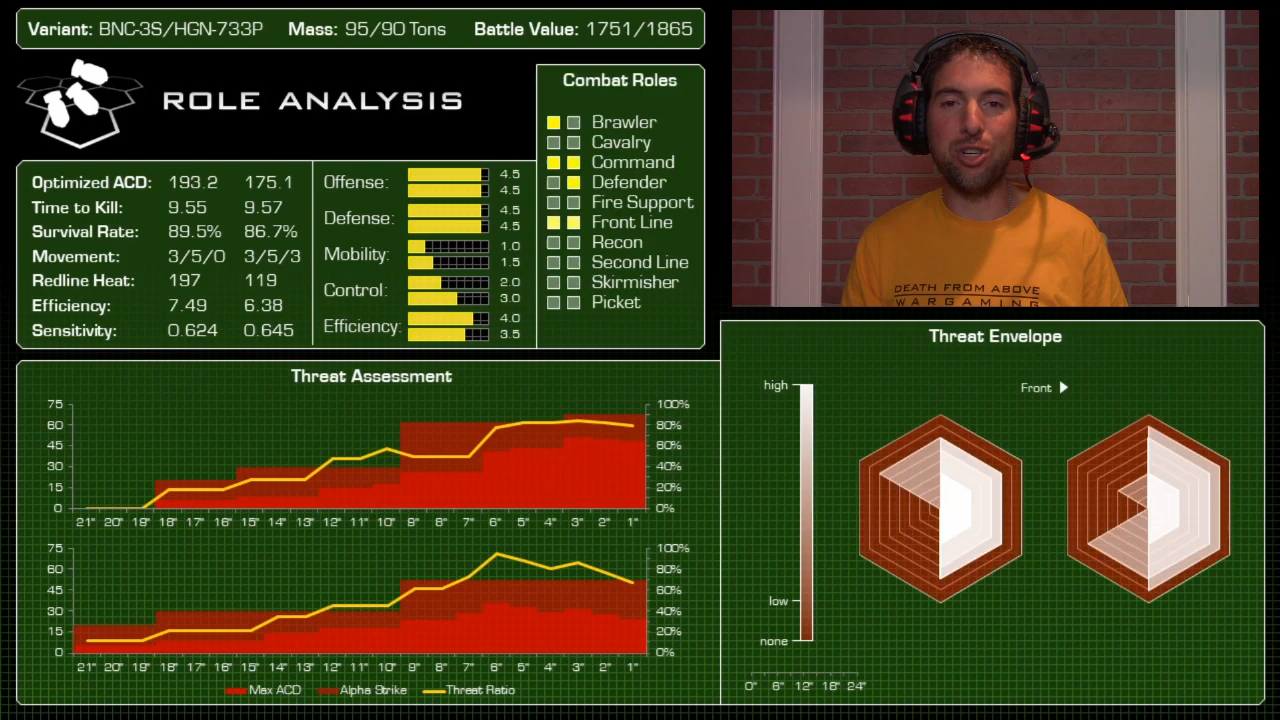 Variant: BNC-3S/HGN-733P Mass: 95/90 Tons Battle Value: 1751/1865
ROLE ANALYSIS
Combat Roles
Brawler
Cavalry
Command
Defender
Fire Support
Front Line
Recon
Second Line
Skirmisher
Picket
Optimized ACD: 193.2 175.1
Time to Kill: 9.55 9.57
Survival Rate: 89.5% 86.7%
Movement: 3/5/0 3/5/3
Redline Heat: 197 119
Efficiency: 7.49 6.38
Sensitivity: 0.624 0.645
Offense: 4.5
4.5
Defense: 4.5
4.5
Mobility: 1.0
1.5
Control: 2.0
3.0
Efficiency: 4.0
3.5
DEATH FROM ABOVE
WARGAMING
Threat Assessment
75 100%
60 80%
45 60%
30 40%
15 20%
0 0%
21" 20" 19" 18" 17" 16" 15" 14" 13" 12" 11" 10" 9" 8" 7" 6" 5" 4" 3" 2" 1"
75 100%
60 80%
45 60%
30 40%
15 20%
0 0%
21" 20" 19" 18" 17" 16" 15" 14" 13" 12" 11" 10" 9" 8" 7" 6" 5" 4" 3" 2" 1"
Max ACD Alpha Strike Threat Ratio
Threat Envelope
high
Front
low
none
0" 6" 12" 18" 24"